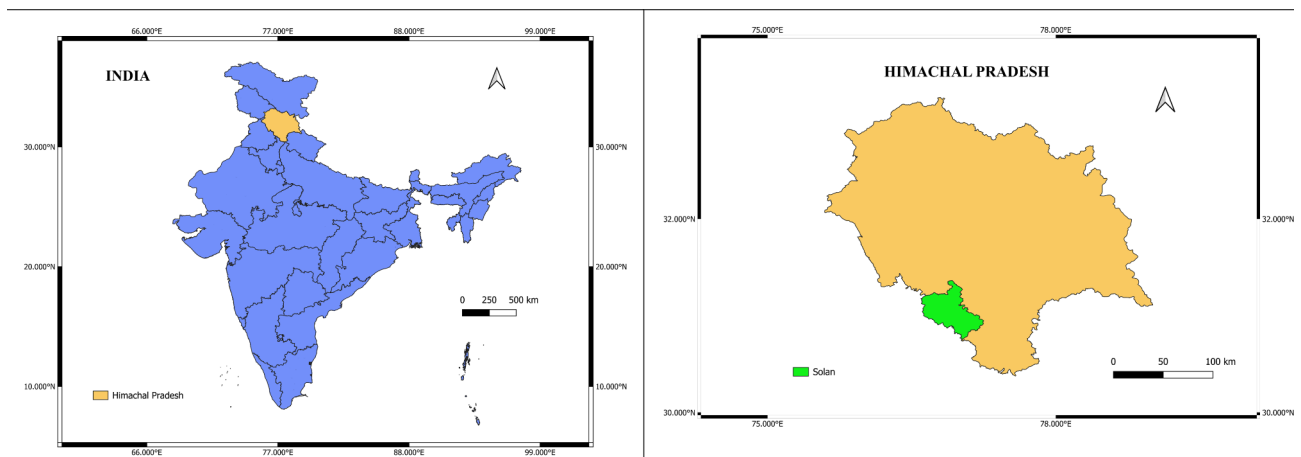 66.000°E 77.000°E 88.000°E 99.000°E
INDIA
30.000°N 30.000°N
20.000°N 20.000°N
0 250 500 km
10.000°N 10.000°N
Himachal Pradesh
66.000°E 77.000°E 88.000°E 99.000°E
75.000°E 78.000°E
HIMACHAL PRADESH
32.000°N 32.000°N
0 50 100 km
Solan
30.000°N 30.000°N
75.000°E 78.000°E